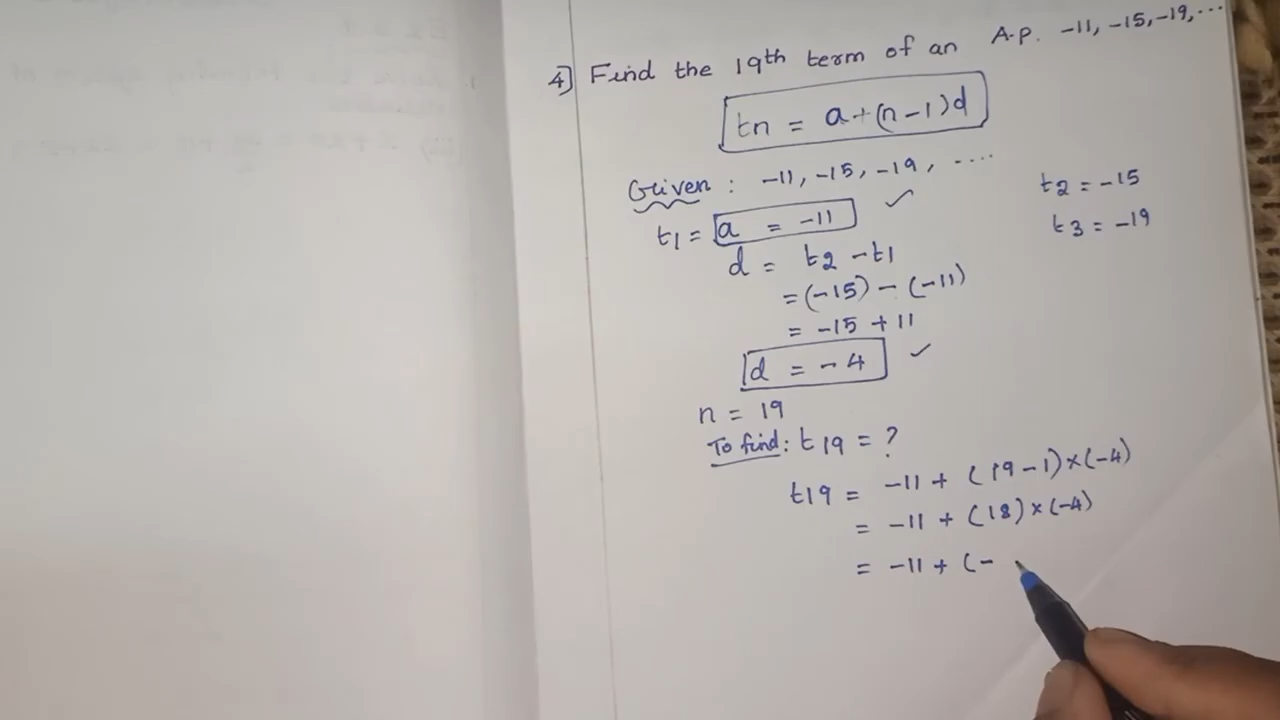 4] Find the 19th term of an A.p. -11, -15, -19, ...
tn = a+(n-1)d
Given : -11, -15, -19, ....
t2 = -15
t3 = -19
t1 = a = -11 ✓
d = t2 - t1
= (-15) - (-11)
= -15 + 11
d = -4 ✓
n = 19
To find: t19 = ?
t19 = -11 + (19-1)×(-4)
= -11 + (18)×(-4)
= -11 + (-